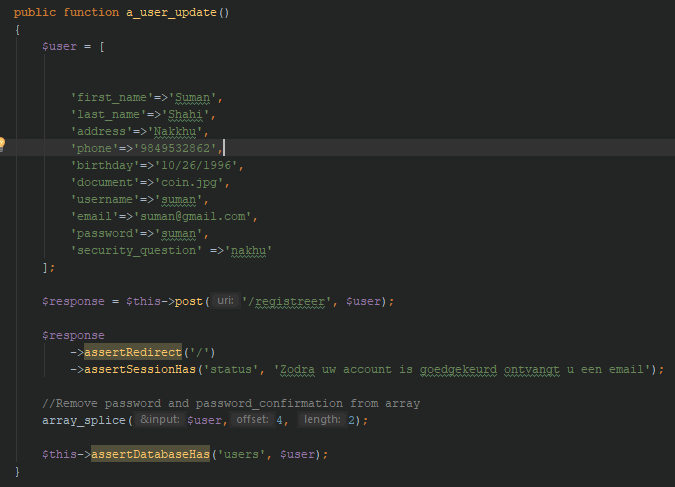 public function a_user_update()
{
$user = [
'first_name'=>'Suman',
'last_name'=>'Shahi',
'address'=>'Nakkhu',
'phone'=>'9849532862',
'birthday'=>'10/26/1996',
'document'=>'coin.jpg',
'username'=>'suman',
'email'=>'suman@gmail.com',
'password'=>'suman',
'security_question' =>'nakhu'
];
$response = $this->post( uri: '/registreer', $user);
$response
->assertRedirect('/')
->assertSessionHas('status', 'Zodra uw account is goedgekeurd ontvangt u een email');
//Remove password and password_confirmation from array
array_splice( &input: $user, offset: 4, length: 2);
$this->assertDatabaseHas('users', $user);
}